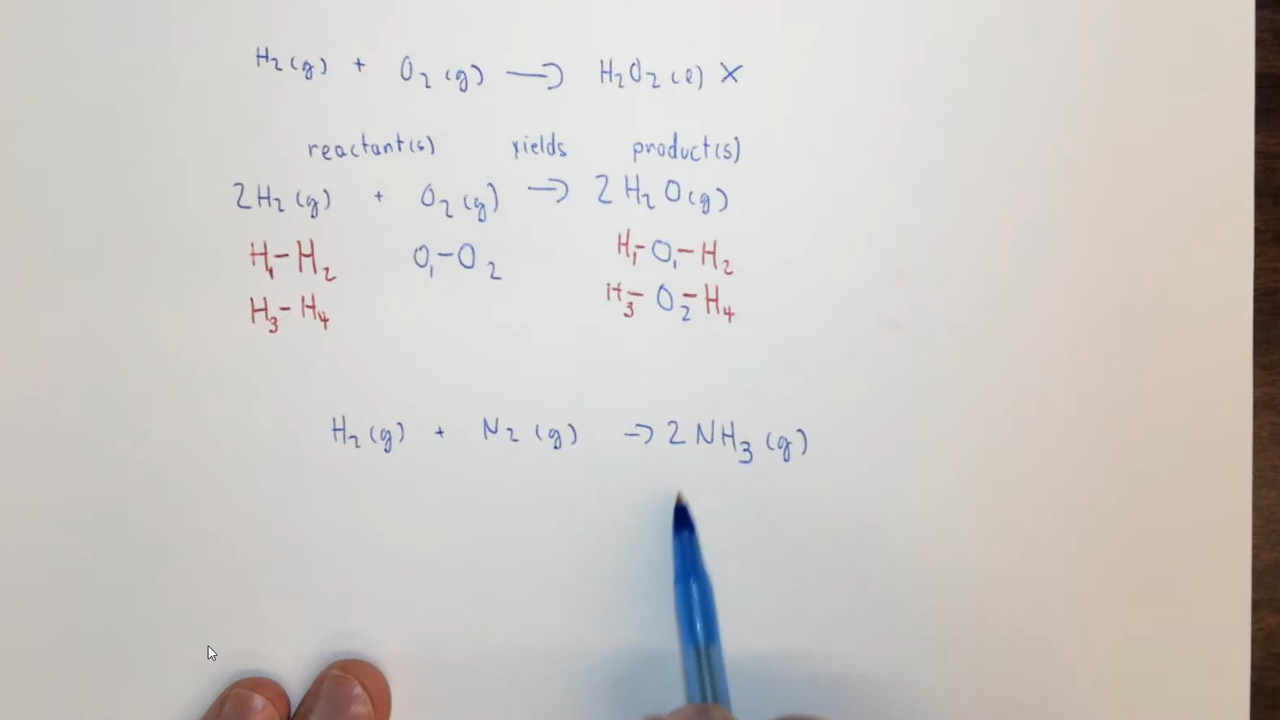 H₂(g) + O₂(g) → H₂O₂(l) X
reactant(s) yields product(s)
2H₂(g) + O₂(g) → 2H₂O(g)
H₁-H₂ O₁-O₂ H₁-O₁-H₂
H₃-H₄ H₃-O₂-H₄
H₂(g) + N₂(g) → 2NH₃(g)